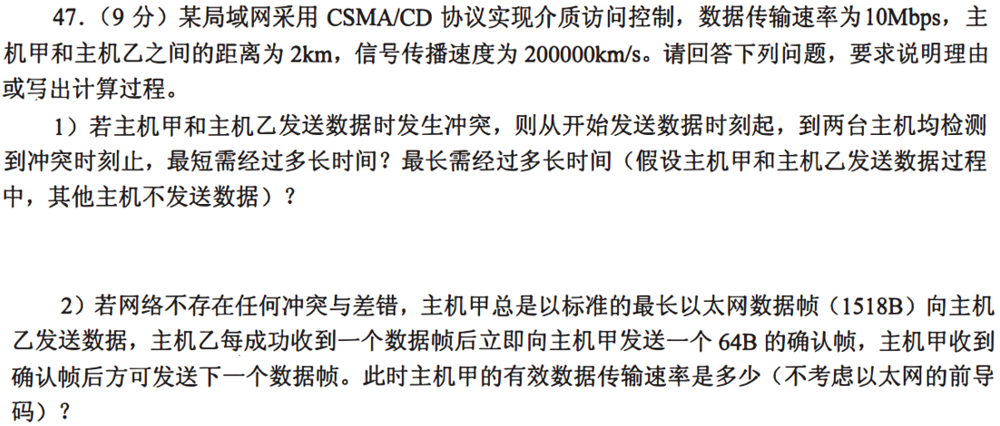 47.（9 分）某局域网采用 CSMA/CD 协议实现介质访问控制，数据传输速率为10Mbps，主
机甲和主机乙之间的距离为 2km，信号传播速度为 200000km/s。请回答下列问题，要求说明理由
或写出计算过程。
1）若主机甲和主机乙发送数据时发生冲突，则从开始发送数据时刻起，到两台主机均检测
到冲突时刻止，最短需经过多长时间？最长需经过多长时间（假设主机甲和主机乙发送数据过程
中，其他主机不发送数据）？
2）若网络不存在任何冲突与差错，主机甲总是以标准的最长以太网数据帧（1518B）向主机
乙发送数据，主机乙每成功收到一个数据帧后立即向主机甲发送一个 64B 的确认帧，主机甲收到
确认帧后方可发送下一个数据帧。此时主机甲的有效数据传输速率是多少（不考虑以太网的前导
码）？